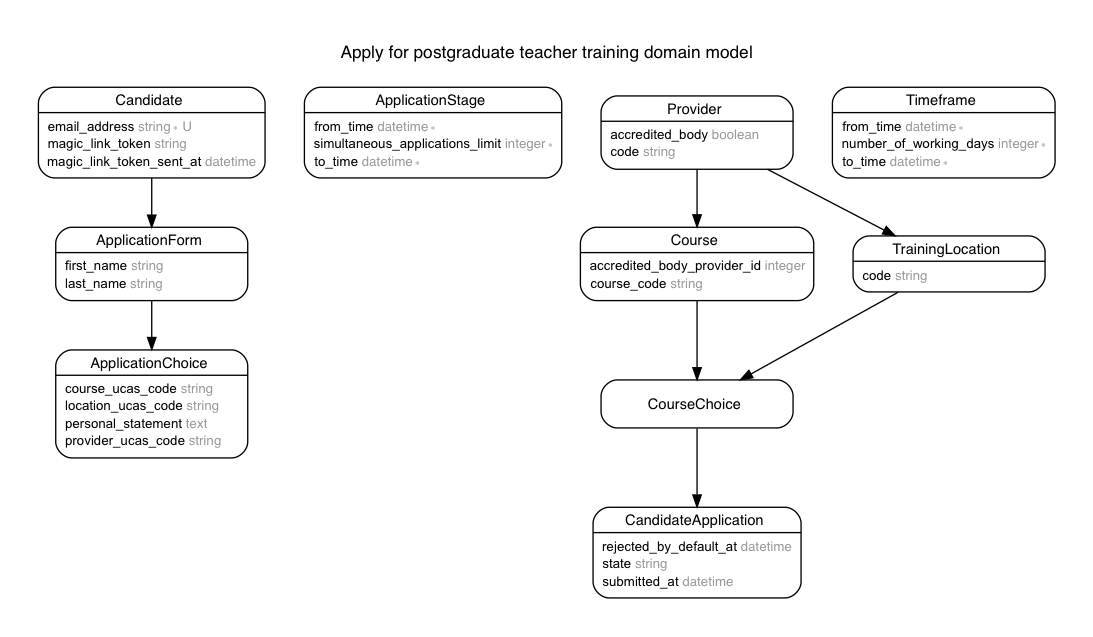 Apply for postgraduate teacher training domain model
Candidate
email_address string ∗ U
magic_link_token string
magic_link_token_sent_at datetime
ApplicationStage
from_time datetime ∗
simultaneous_applications_limit integer ∗
to_time datetime ∗
Provider
accredited_body boolean
code string
Timeframe
from_time datetime ∗
number_of_working_days integer ∗
to_time datetime ∗
ApplicationForm
first_name string
last_name string
Course
accredited_body_provider_id integer
course_code string
TrainingLocation
code string
ApplicationChoice
course_ucas_code string
location_ucas_code string
personal_statement text
provider_ucas_code string
CourseChoice
CandidateApplication
rejected_by_default_at datetime
state string
submitted_at datetime